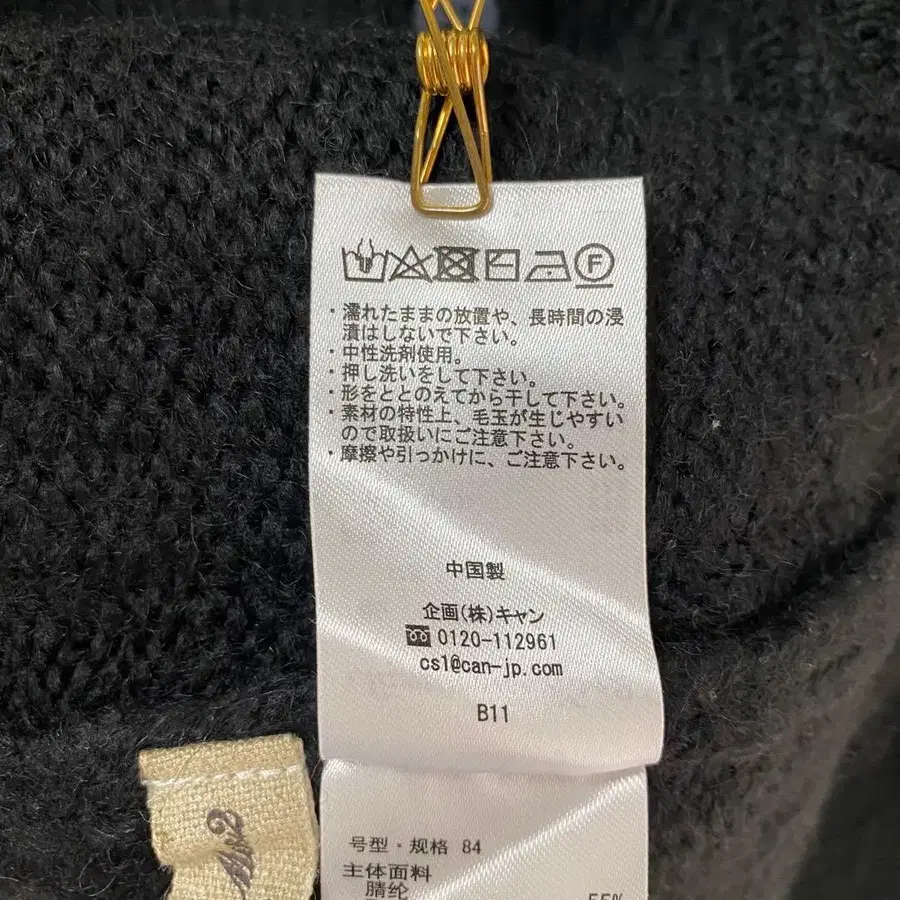 F
・濡れたままの放置や、長時間の浸
漬はしないで下さい。
・中性洗剤使用。
・押し洗いをして下さい。
・形をととのえてから干して下さい。
・素材の特性上、毛玉が生じやすい
ので取扱いにご注意下さい。
・摩擦や引っかけに、ご注意下さい。
中国製
企画(株)キャン
0120-112961
cs1@can-jp.com
B11
号型・规格 84
主体面料
腈纶 55%